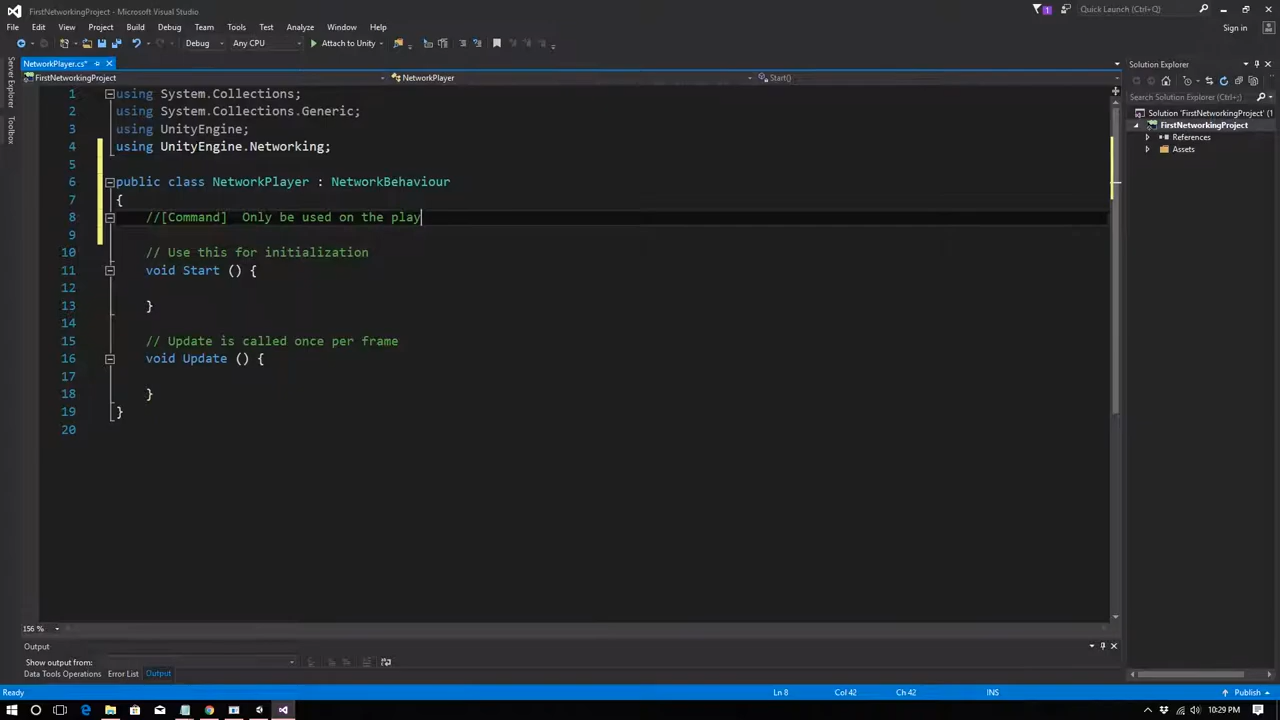 FirstNetworkingProject - Microsoft Visual Studio
1
Quick Launch (Ctrl+Q)
File Edit View Project Build Debug Team Tools Test Analyze Window Help
Sign in
Debug Any CPU Attach to Unity
NetworkPlayer.cs*
Solution Explorer
FirstNetworkingProject NetworkPlayer Start()
Server Explorer
Toolbox
Search Solution Explorer (Ctrl+;)
Solution 'FirstNetworkingProject' (1
FirstNetworkingProject
References
Assets
1 using System.Collections;
2 using System.Collections.Generic;
3 using UnityEngine;
4 using UnityEngine.Networking;
5
6 public class NetworkPlayer : NetworkBehaviour
7 {
8 //[Command]  Only be used on the play
9
10 // Use this for initialization
11 void Start () {
12
13 }
14
15 // Update is called once per frame
16 void Update () {
17
18 }
19 }
20
156 %
Output
Show output from:
Data Tools Operations Error List Output
Ready Ln 8 Col 42 Ch 42 INS Publish
10:29 PM